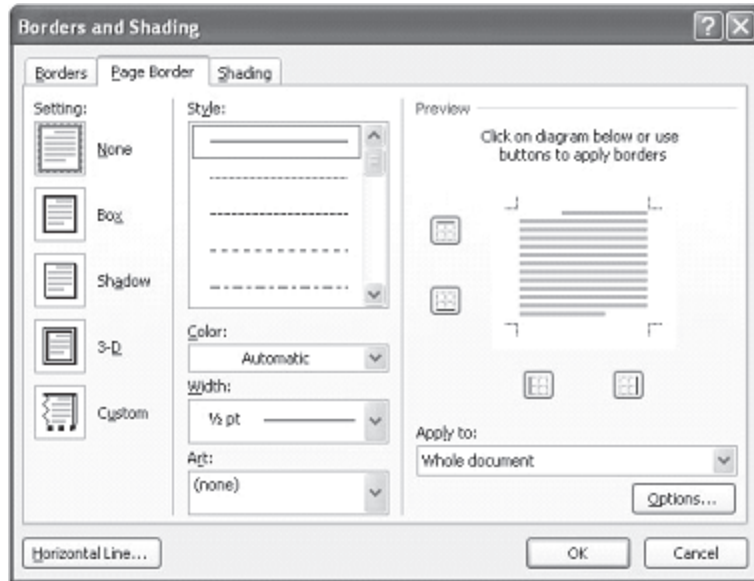 Borders and Shading
Borders Page Border Shading
Setting:
None
Box
Shadow
3-D
Custom
Style:
Color:
Automatic
Width:
½ pt
Art:
(none)
Preview
Click on diagram below or use
buttons to apply borders
Apply to:
Whole document
Options...
Horizontal Line...
OK
Cancel